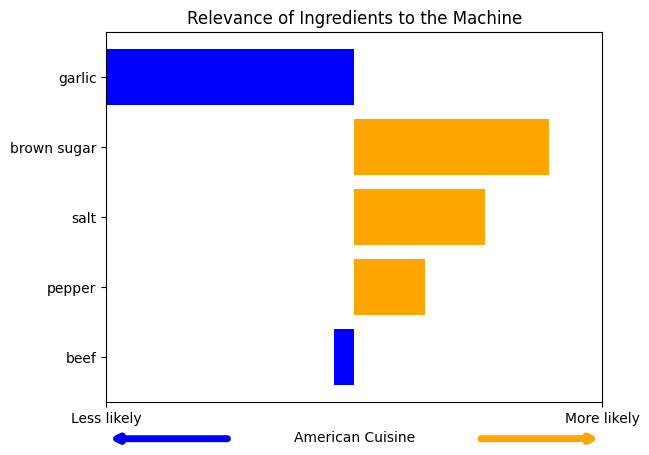 Relevance of Ingredients to the Machine
garlic
brown sugar
salt
pepper
beef
Less likely
More likely
American Cuisine